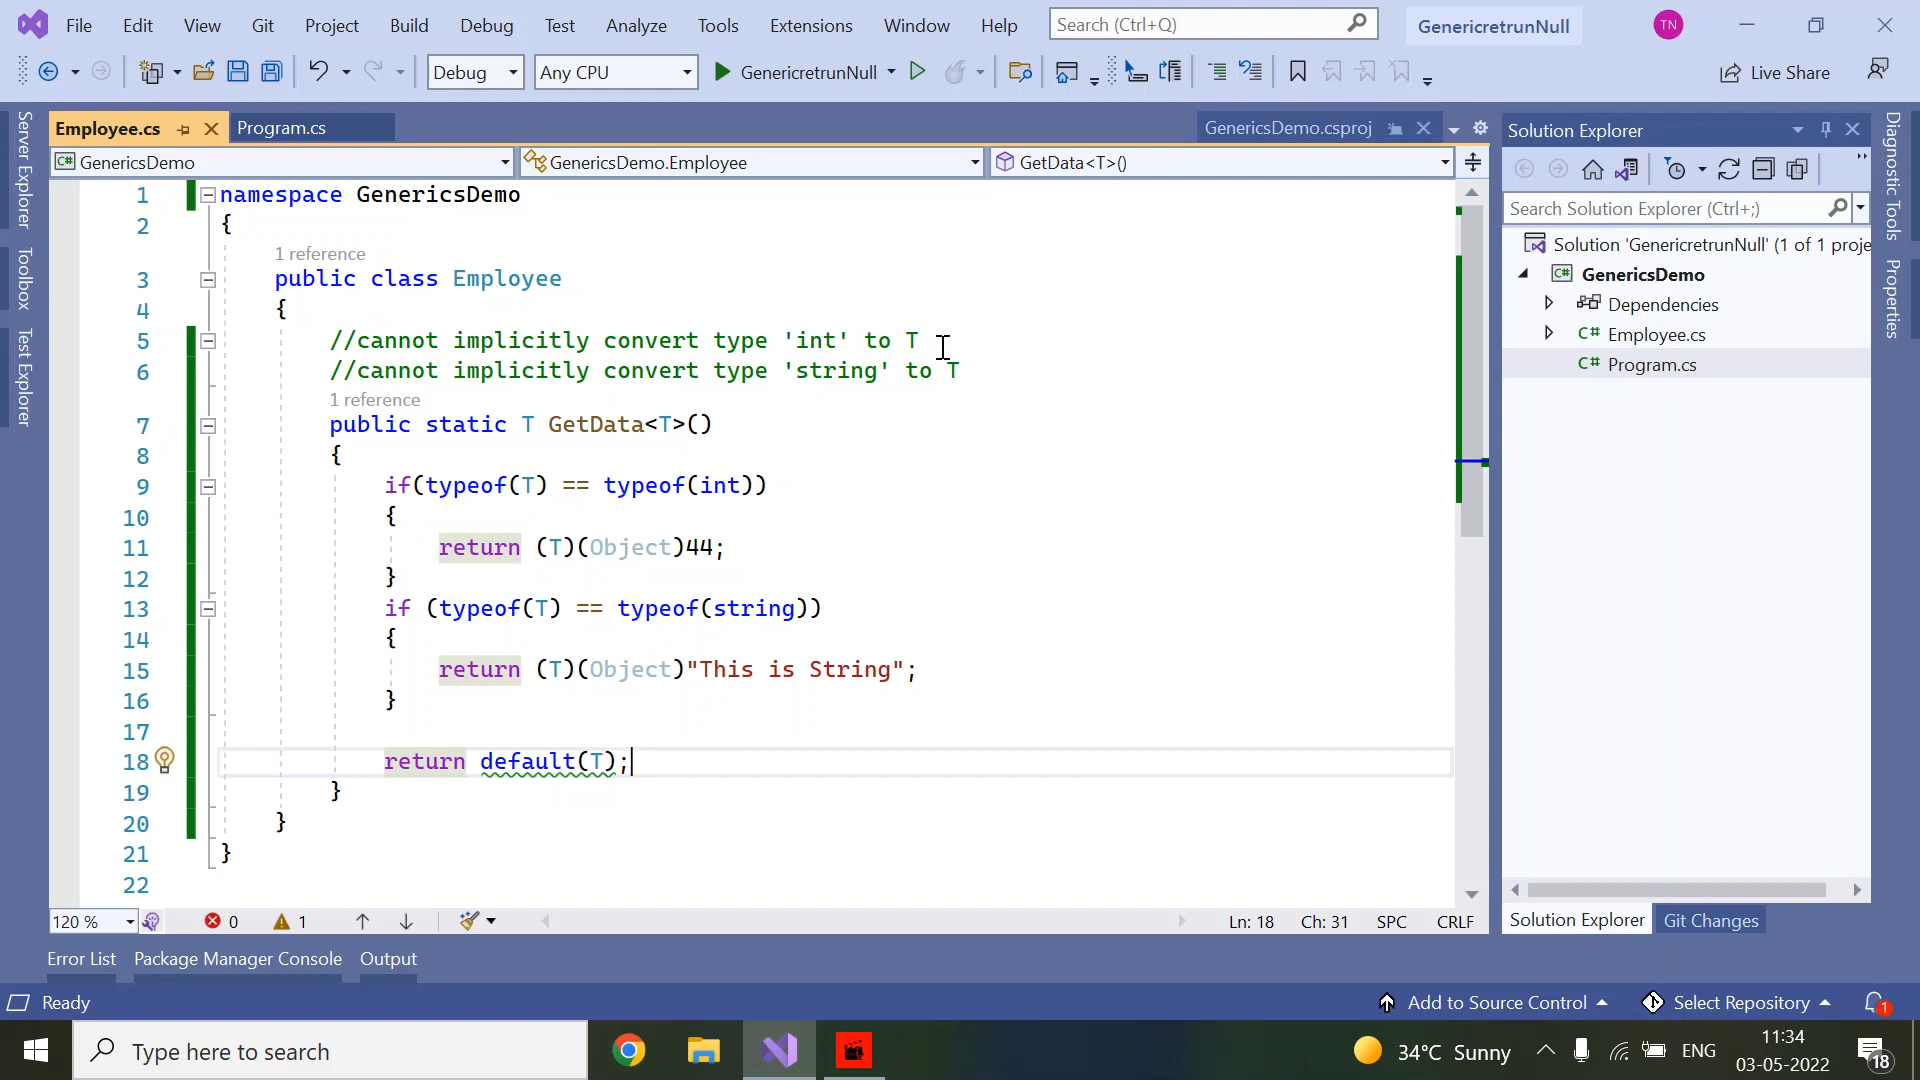 File Edit View Git Project Build Debug Test Analyze Tools Extensions Window Help Search (Ctrl+Q) GenericretrunNull TN
Debug Any CPU GenericretrunNull Live Share
Employee.cs Program.cs GenericsDemo.csproj
GenericsDemo GenericsDemo.Employee GetData<T>()
1 namespace GenericsDemo
2 {
1 reference
3 public class Employee
4 {
5 //cannot implicitly convert type 'int' to T
6 //cannot implicitly convert type 'string' to T
1 reference
7 public static T GetData<T>()
8 {
9 if(typeof(T) == typeof(int))
10 {
11 return (T)(Object)44;
12 }
13 if (typeof(T) == typeof(string))
14 {
15 return (T)(Object)"This is String";
16 }
17
18 return default(T);
19 }
20 }
21 }
22
120 % 0 1 Ln: 18 Ch: 31 SPC CRLF
Server Explorer
Toolbox
Test Explorer
Solution Explorer
Search Solution Explorer (Ctrl+;)
Solution 'GenericretrunNull' (1 of 1 proje
C# GenericsDemo
Dependencies
C# Employee.cs
C# Program.cs
Solution Explorer Git Changes
Diagnostic Tools
Properties
Error List Package Manager Console Output
Ready Add to Source Control Select Repository 1
Type here to search 34°C Sunny ENG 11:34
03-05-2022 18